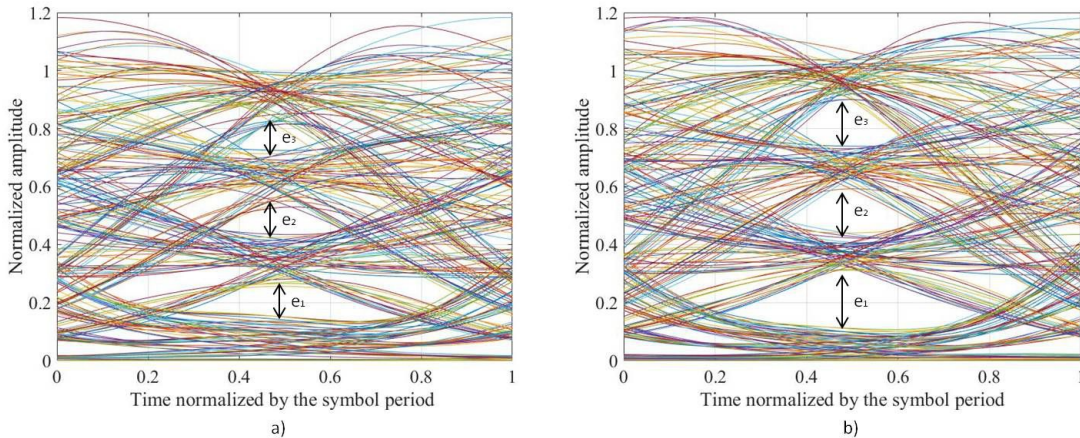 1.2
1
0.8
0.6
0.4
0.2
0
Normalized amplitude
e₃
e₂
e₁
0 0.2 0.4 0.6 0.8 1
Time normalized by the symbol period
a)
1.2
1
0.8
0.6
0.4
0.2
0
Normalized amplitude
e₃
e₂
e₁
0 0.2 0.4 0.6 0.8 1
Time normalized by the symbol period
b)